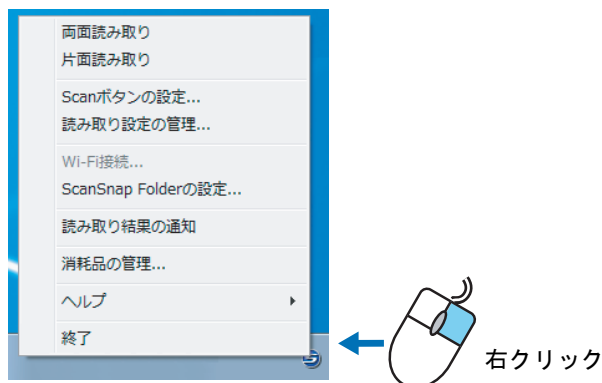 両面読み取り
片面読み取り
Scanボタンの設定...
読み取り設定の管理...
Wi-Fi接続...
ScanSnap Folderの設定...
読み取り結果の通知
消耗品の管理...
ヘルプ
終了
右クリック